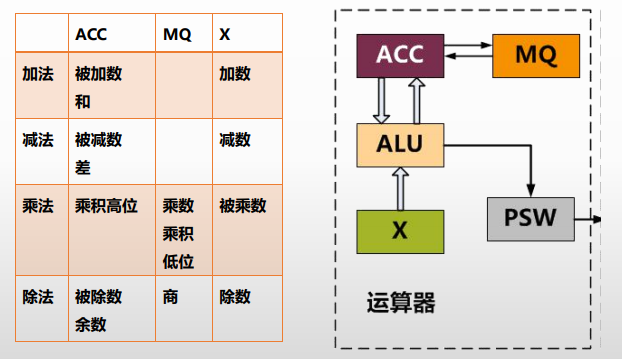 ACC MQ X
加法 被加数 加数
和
减法 被减数 减数
差
乘法 乘积高位 乘数 被乘数
乘积
低位
除法 被除数 商 除数
余数
ACC MQ
ALU
X PSW
运算器